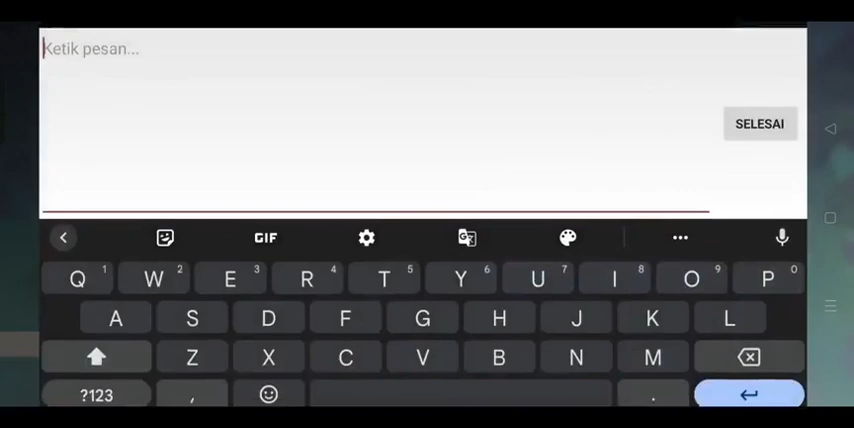 Ketik pesan...
SELESAI
GIF
Q 1 W 2 E 3 R 4 T 5 Y 6 U 7 I 8 O 9 P 0
A S D F G H J K L
Z X C V B N M
?123 , .